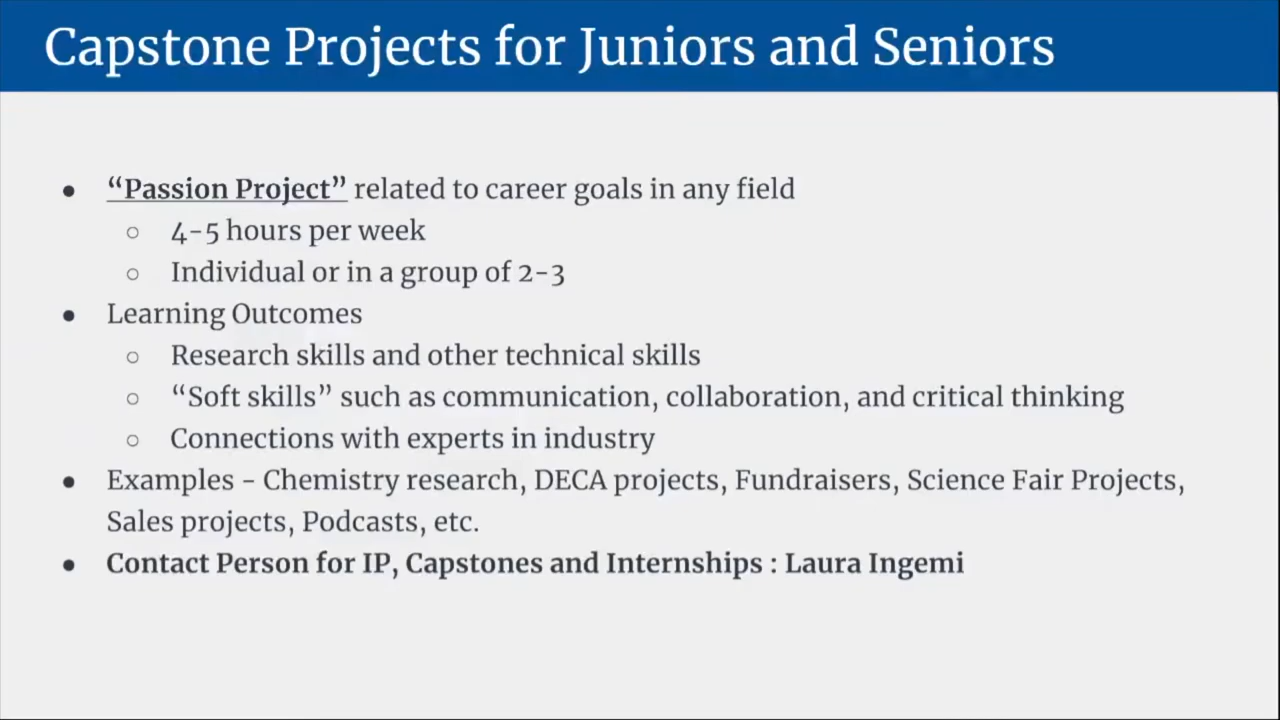 Capstone Projects for Juniors and Seniors
● “Passion Project” related to career goals in any field
○ 4-5 hours per week
○ Individual or in a group of 2-3
● Learning Outcomes
○ Research skills and other technical skills
○ “Soft skills” such as communication, collaboration, and critical thinking
○ Connections with experts in industry
● Examples - Chemistry research, DECA projects, Fundraisers, Science Fair Projects,
Sales projects, Podcasts, etc.
● Contact Person for IP, Capstones and Internships : Laura Ingemi